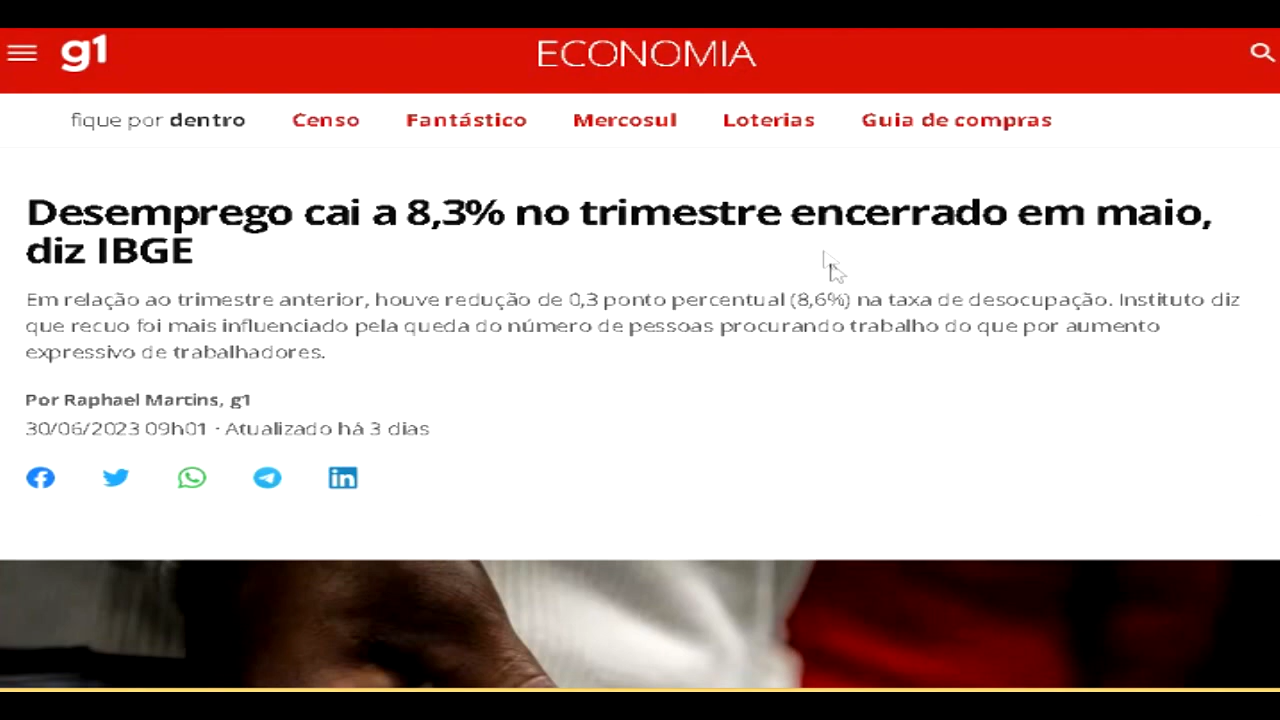 g1
ECONOMIA
fique por dentro Censo Fantástico Mercosul Loterias Guia de compras
Desemprego cai a 8,3% no trimestre encerrado em maio,
diz IBGE
Em relação ao trimestre anterior, houve redução de 0,3 ponto percentual (8,6%) na taxa de desocupação. Instituto diz
que recuo foi mais influenciado pela queda do número de pessoas procurando trabalho do que por aumento
expressivo de trabalhadores.
Por Raphael Martins, g1
30/06/2023 09h01 · Atualizado há 3 dias
in